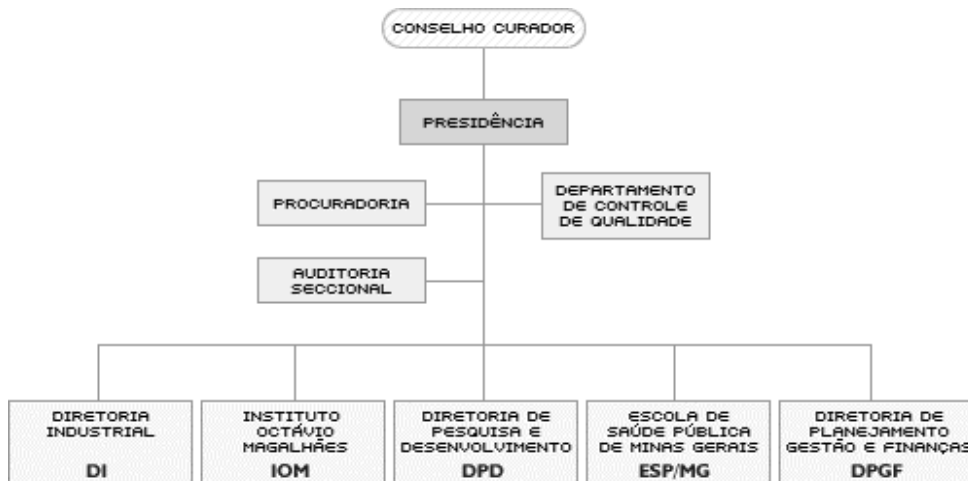 CONSELHO CURADOR
PRESIDÊNCIA
PROCURADORIA
DEPARTAMENTO
DE CONTROLE
DE QUALIDADE
AUDITORIA
SECCIONAL
DIRETORIA
INDUSTRIAL
DI
INSTITUTO
OCTÁVIO
MAGALHÃES
IOM
DIRETORIA DE
PESQUISA E
DESENVOLVIMENTO
DPD
ESCOLA DE
SAÚDE PÚBLICA
DE MINAS GERAIS
ESP/MG
DIRETORIA DE
PLANEJAMENTO
GESTÃO E FINANÇAS
DPGF